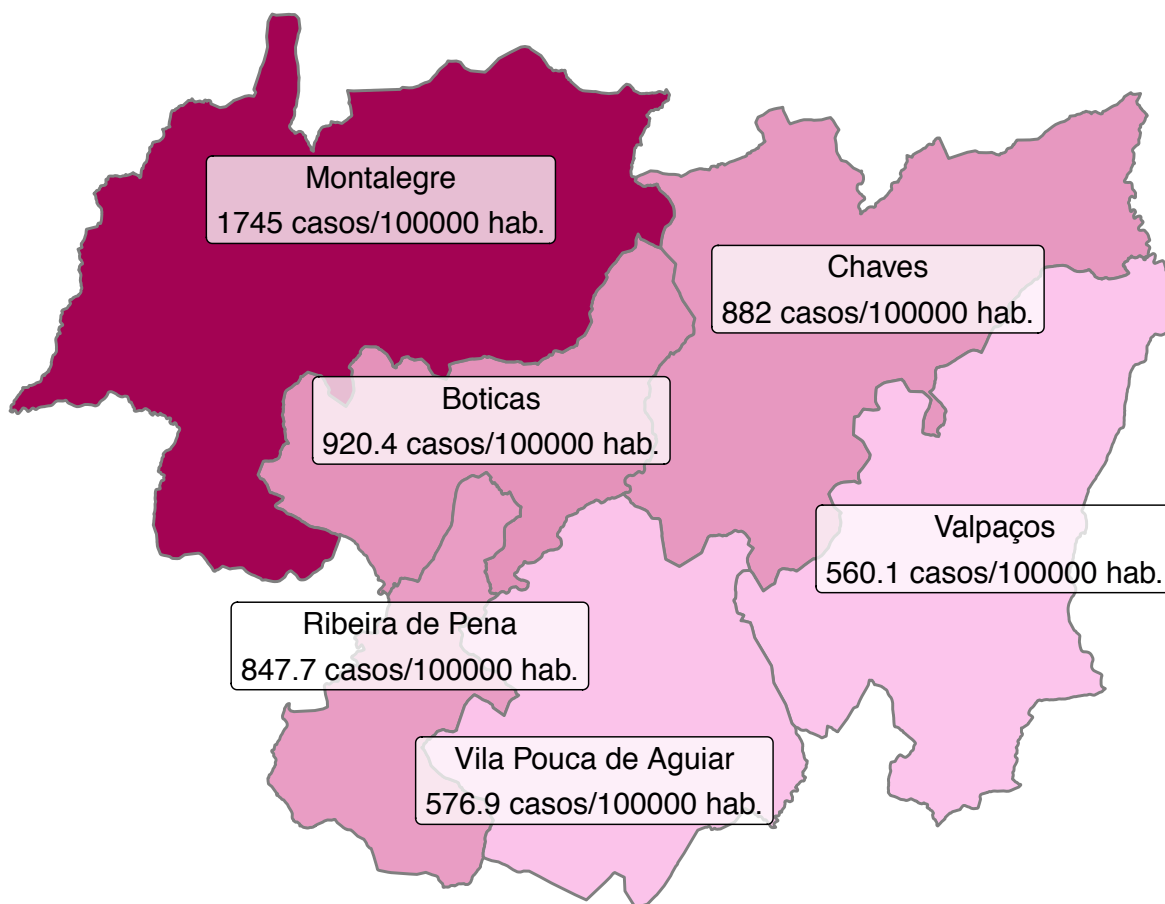 Montalegre
1745 casos/100000 hab.
Chaves
882 casos/100000 hab.
Boticas
920.4 casos/100000 hab.
Valpaços
560.1 casos/100000 hab.
Ribeira de Pena
847.7 casos/100000 hab.
Vila Pouca de Aguiar
576.9 casos/100000 hab.